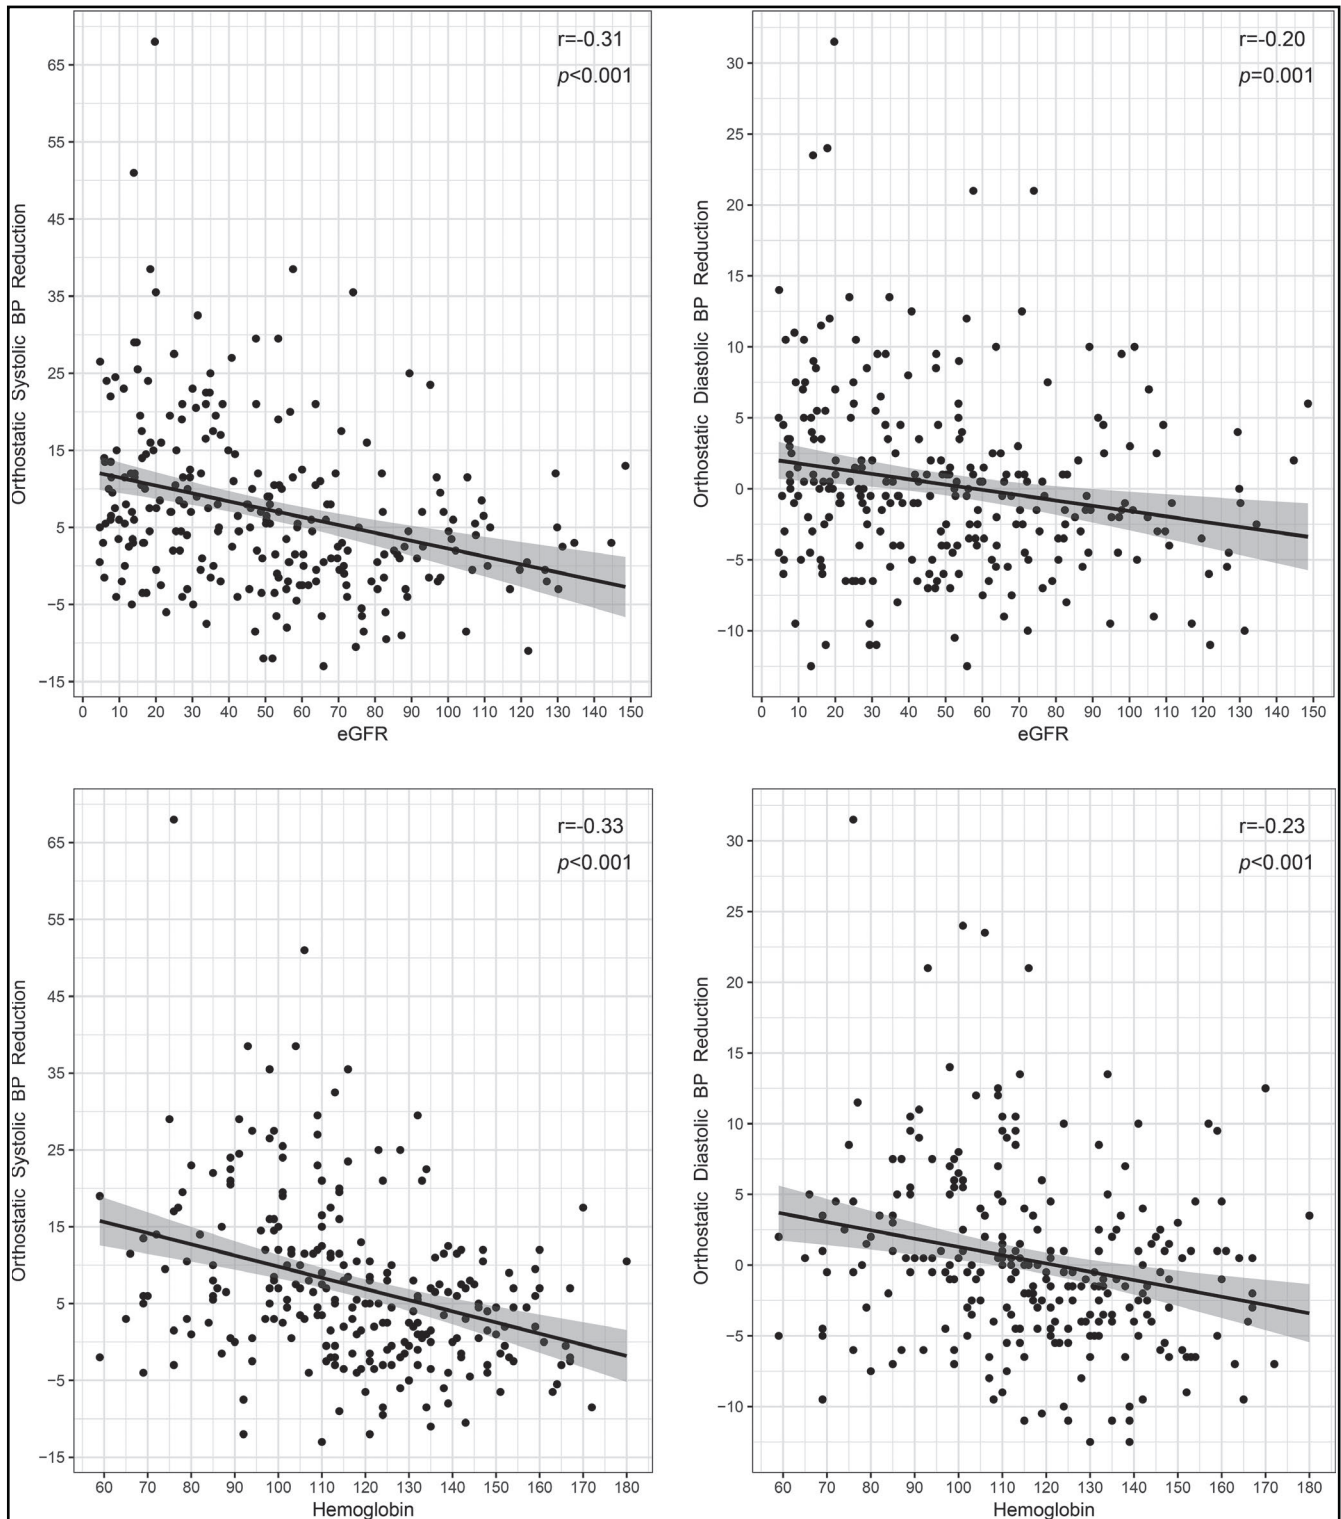 r=-0.31
p<0.001
65
55
45
35
25
15
5
−5
−15
Orthostatic Systolic BP Reduction
0 10 20 30 40 50 60 70 80 90 100 110 120 130 140 150
eGFR
r=-0.20
p=0.001
30
25
20
15
10
5
0
−5
−10
Orthostatic Diastolic BP Reduction
0 10 20 30 40 50 60 70 80 90 100 110 120 130 140 150
eGFR
r=-0.33
p<0.001
65
55
45
35
25
15
5
−5
−15
Orthostatic Systolic BP Reduction
60 70 80 90 100 110 120 130 140 150 160 170 180
Hemoglobin
r=-0.23
p<0.001
30
25
20
15
10
5
0
−5
−10
Orthostatic Diastolic BP Reduction
60 70 80 90 100 110 120 130 140 150 160 170 180
Hemoglobin